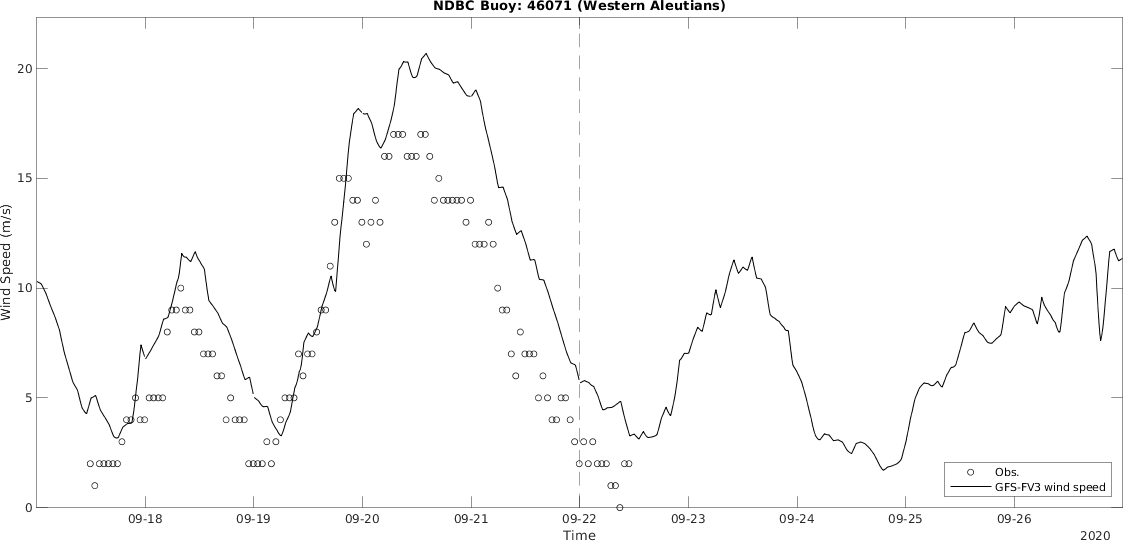 NDBC Buoy: 46071 (Western Aleutians)
Wind Speed (m/s)
20
15
10
5
0
09-18 09-19 09-20 09-21 09-22 09-23 09-24 09-25 09-26
Time
2020
Obs.
GFS-FV3 wind speed